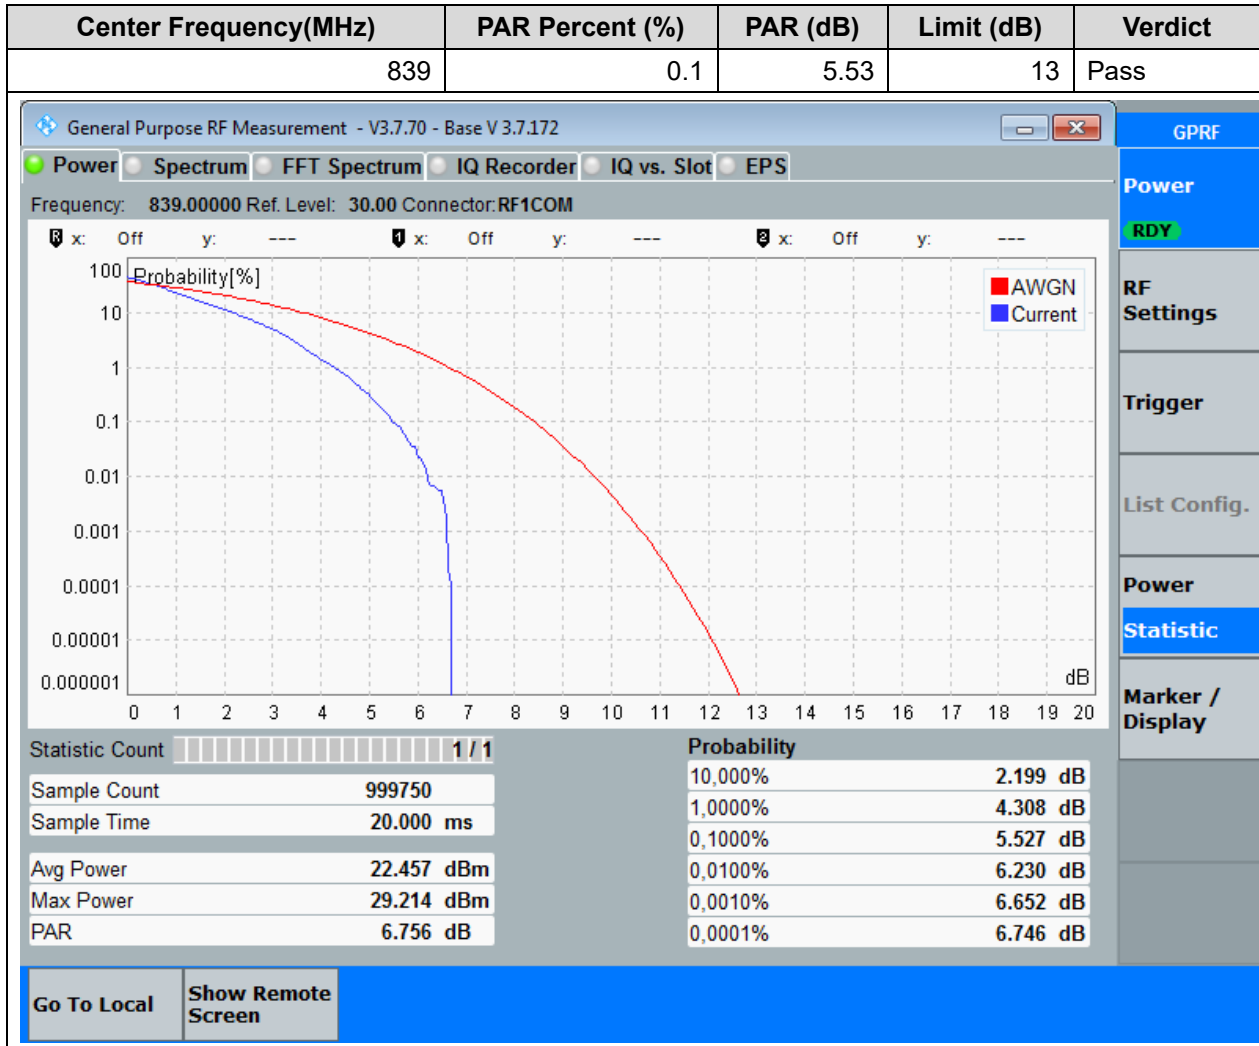 Center Frequency(MHz) PAR Percent (%) PAR (dB) Limit (dB) Verdict
839 0.1 5.53 13 Pass
General Purpose RF Measurement - V3.7.70 - Base V 3.7.172
GPRF
Power Spectrum FFT Spectrum IQ Recorder IQ vs. Slot EPS
Frequency: 839.00000 Ref. Level: 30.00 Connector: RF1COM
R x: Off y: --- 1 x: Off y: --- 2 x: Off y: ---
Probability[%]
100
10
1
0.1
0.01
0.001
0.0001
0.00001
0.000001
AWGN
Current
dB
0 1 2 3 4 5 6 7 8 9 10 11 12 13 14 15 16 17 18 19 20
Statistic Count 1 / 1
Sample Count 999750
Sample Time 20.000 ms
Avg Power 22.457 dBm
Max Power 29.214 dBm
PAR 6.756 dB
Probability
10,000% 2.199 dB
1,0000% 4.308 dB
0,1000% 5.527 dB
0,0100% 6.230 dB
0,0010% 6.652 dB
0,0001% 6.746 dB
Power
RDY
RF
Settings
Trigger
List Config.
Power
Statistic
Marker /
Display
Go To Local
Show Remote
Screen